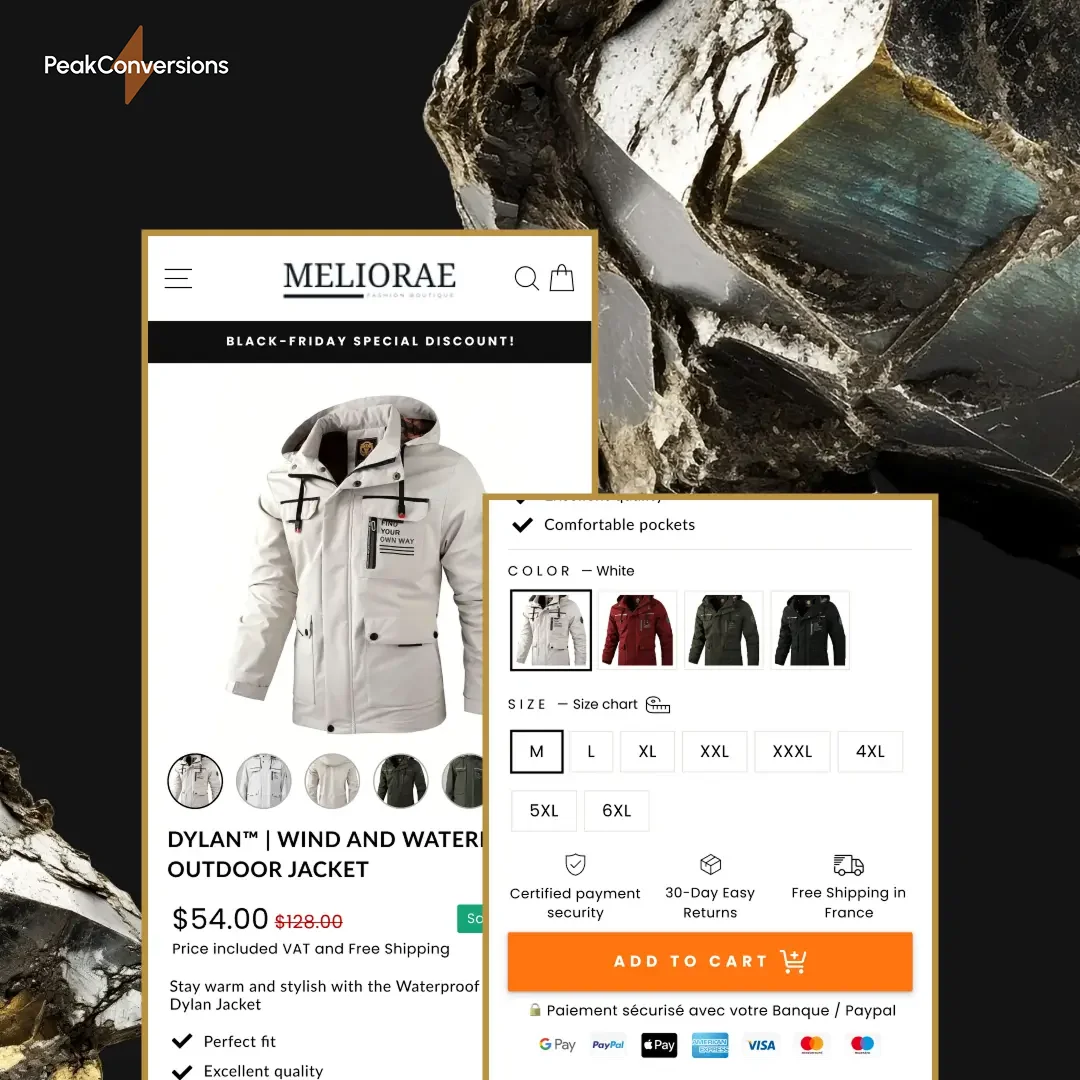 PeakConversions
MELIORAE
FASHION BOUTIQUE
BLACK-FRIDAY SPECIAL DISCOUNT!
FIND
YOUR
OWN WAY
DYLAN™ | WIND AND WATER
OUTDOOR JACKET
$54.00 $128.00
Price included VAT and Free Shipping
Stay warm and stylish with the Waterproof
Dylan Jacket
Perfect fit
Excellent quality
Comfortable pockets
COLOR — White
SIZE — Size chart
M L XL XXL XXXL 4XL
5XL 6XL
Certified payment
security
30-Day Easy
Returns
Free Shipping in
France
ADD TO CART
Paiement sécurisé avec votre Banque / Paypal
G Pay PayPal Pay AMERICAN EXPRESS VISA